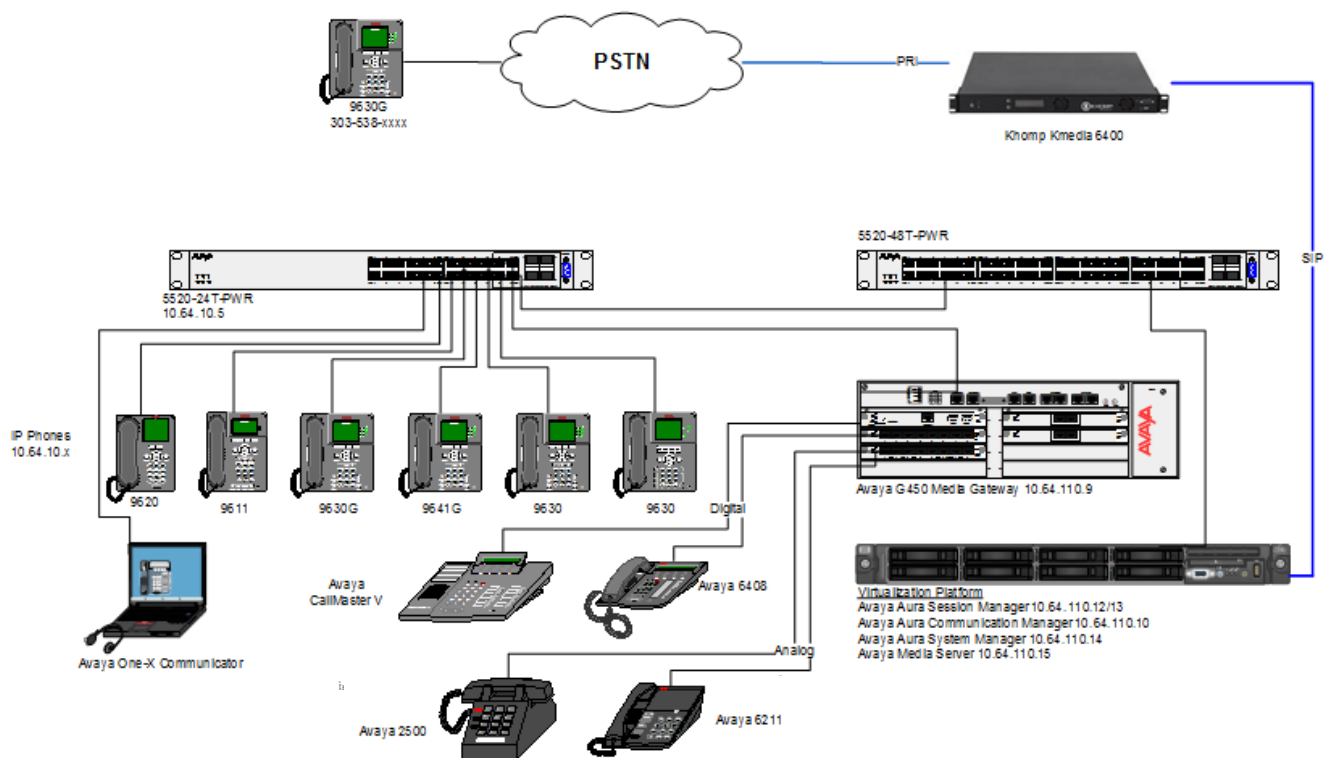 PSTN
PRI
9630G
303-538-xxxx
Khomp Kmedia 6400
5520-48T-PWR
SIP
5520-24T-PWR
10.64.10.5
IP Phones
10.64.10.x
9620
9611
9630G
9641G
9630
9630
Digital
AVAYA
Avaya G450 Media Gateway 10.64.110.9
Avaya
CallMaster V
Avaya 6408
Virtualization Platform
Avaya Aura Session Manager 10.64.110.12/13
Avaya Aura Communication Manager 10.64.110.10
Avaya Aura System Manager 10.64.110.14
Avaya Media Server 10.64.110.15
Avaya One-X Communicator
Analog
Avaya 2500
Avaya 6211